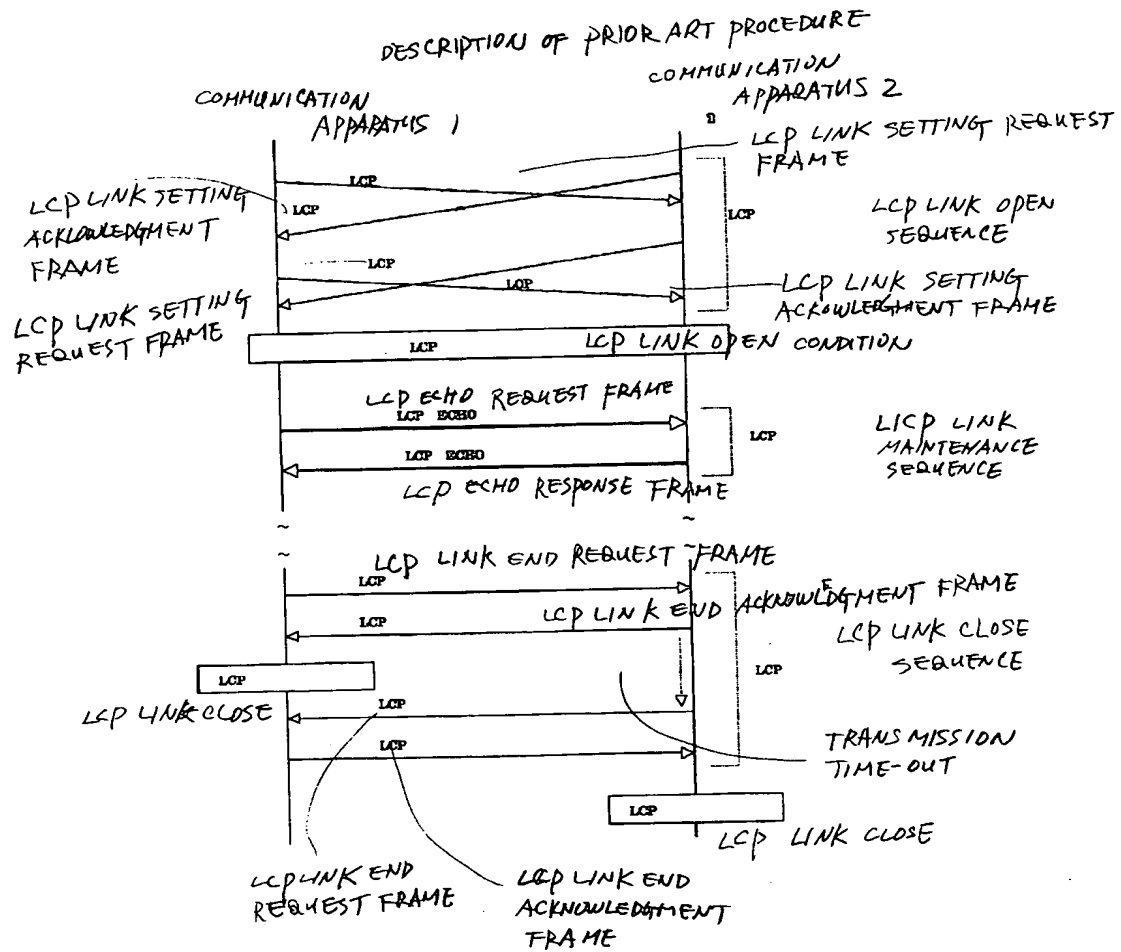 DESCRIPTION OF PRIOR ART PROCEDURE
COMMUNICATION
APPARATUS 1
COMMUNICATION
APPARATUS 2
LCP LINK SETTING REQUEST
FRAME
LCP
LCP LINK SETTING
ACKLOWLEDGMENT
FRAME
LCP
LCP
LCP LINK OPEN
SEQUENCE
LCP
LCP
LCP LINK SETTING
ACKOWLEDGMENT FRAME
LCP LINK SETTING
REQUEST FRAME
LCP
LCP LINK OPEN CONDITION
LCP ECHO REQUEST FRAME
LCP ECHO
LCP
LICP LINK
MAINTENANCE
SEQUENCE
LCP ECHO
LCP ECHO RESPONSE FRAME
LCP LINK END REQUEST FRAME
LCP
LCP LINK END ACKNOWLEDGMENT FRAME
LCP
LCP LINK CLOSE
SEQUENCE
LCP
LCP
LCP LINK CLOSE
LCP
TRANSMISSION
TIME-OUT
LCP
LCP
LCP LINK CLOSE
LCP LINK END
REQUEST FRAME
LCP LINK END
ACKNOWLEDGMENT
FRAME